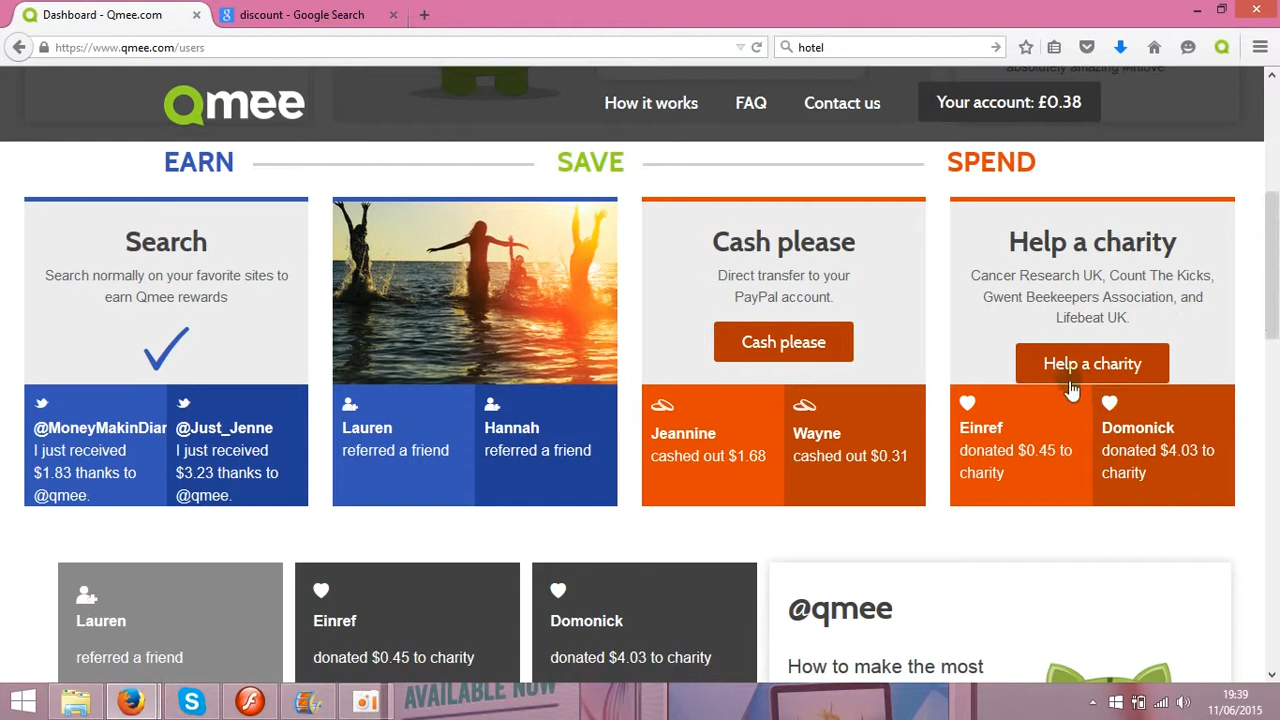 Dashboard - Qmee.com
discount - Google Search
https://www.qmee.com/users
hotel
absolutely amazing #inlove
Qmee
How it works
FAQ
Contact us
Your account: £0.38
EARN
SAVE
SPEND
Search
Search normally on your favorite sites to
earn Qmee rewards
Cash please
Direct transfer to your
PayPal account.
Cash please
Help a charity
Cancer Research UK, Count The Kicks,
Gwent Beekeepers Association, and
Lifebeat UK.
Help a charity
@MoneyMakinDiar
I just received
$1.83 thanks to
@qmee.
@Just_Jenne
I just received
$3.23 thanks to
@qmee.
Lauren
referred a friend
Hannah
referred a friend
Jeannine
cashed out $1.68
Wayne
cashed out $0.31
Einref
donated $0.45 to
charity
Domonick
donated $4.03 to
charity
Lauren
referred a friend
Einref
donated $0.45 to charity
Domonick
donated $4.03 to charity
@qmee
How to make the most
AVAILABLE NOW
19:39
11/06/2015